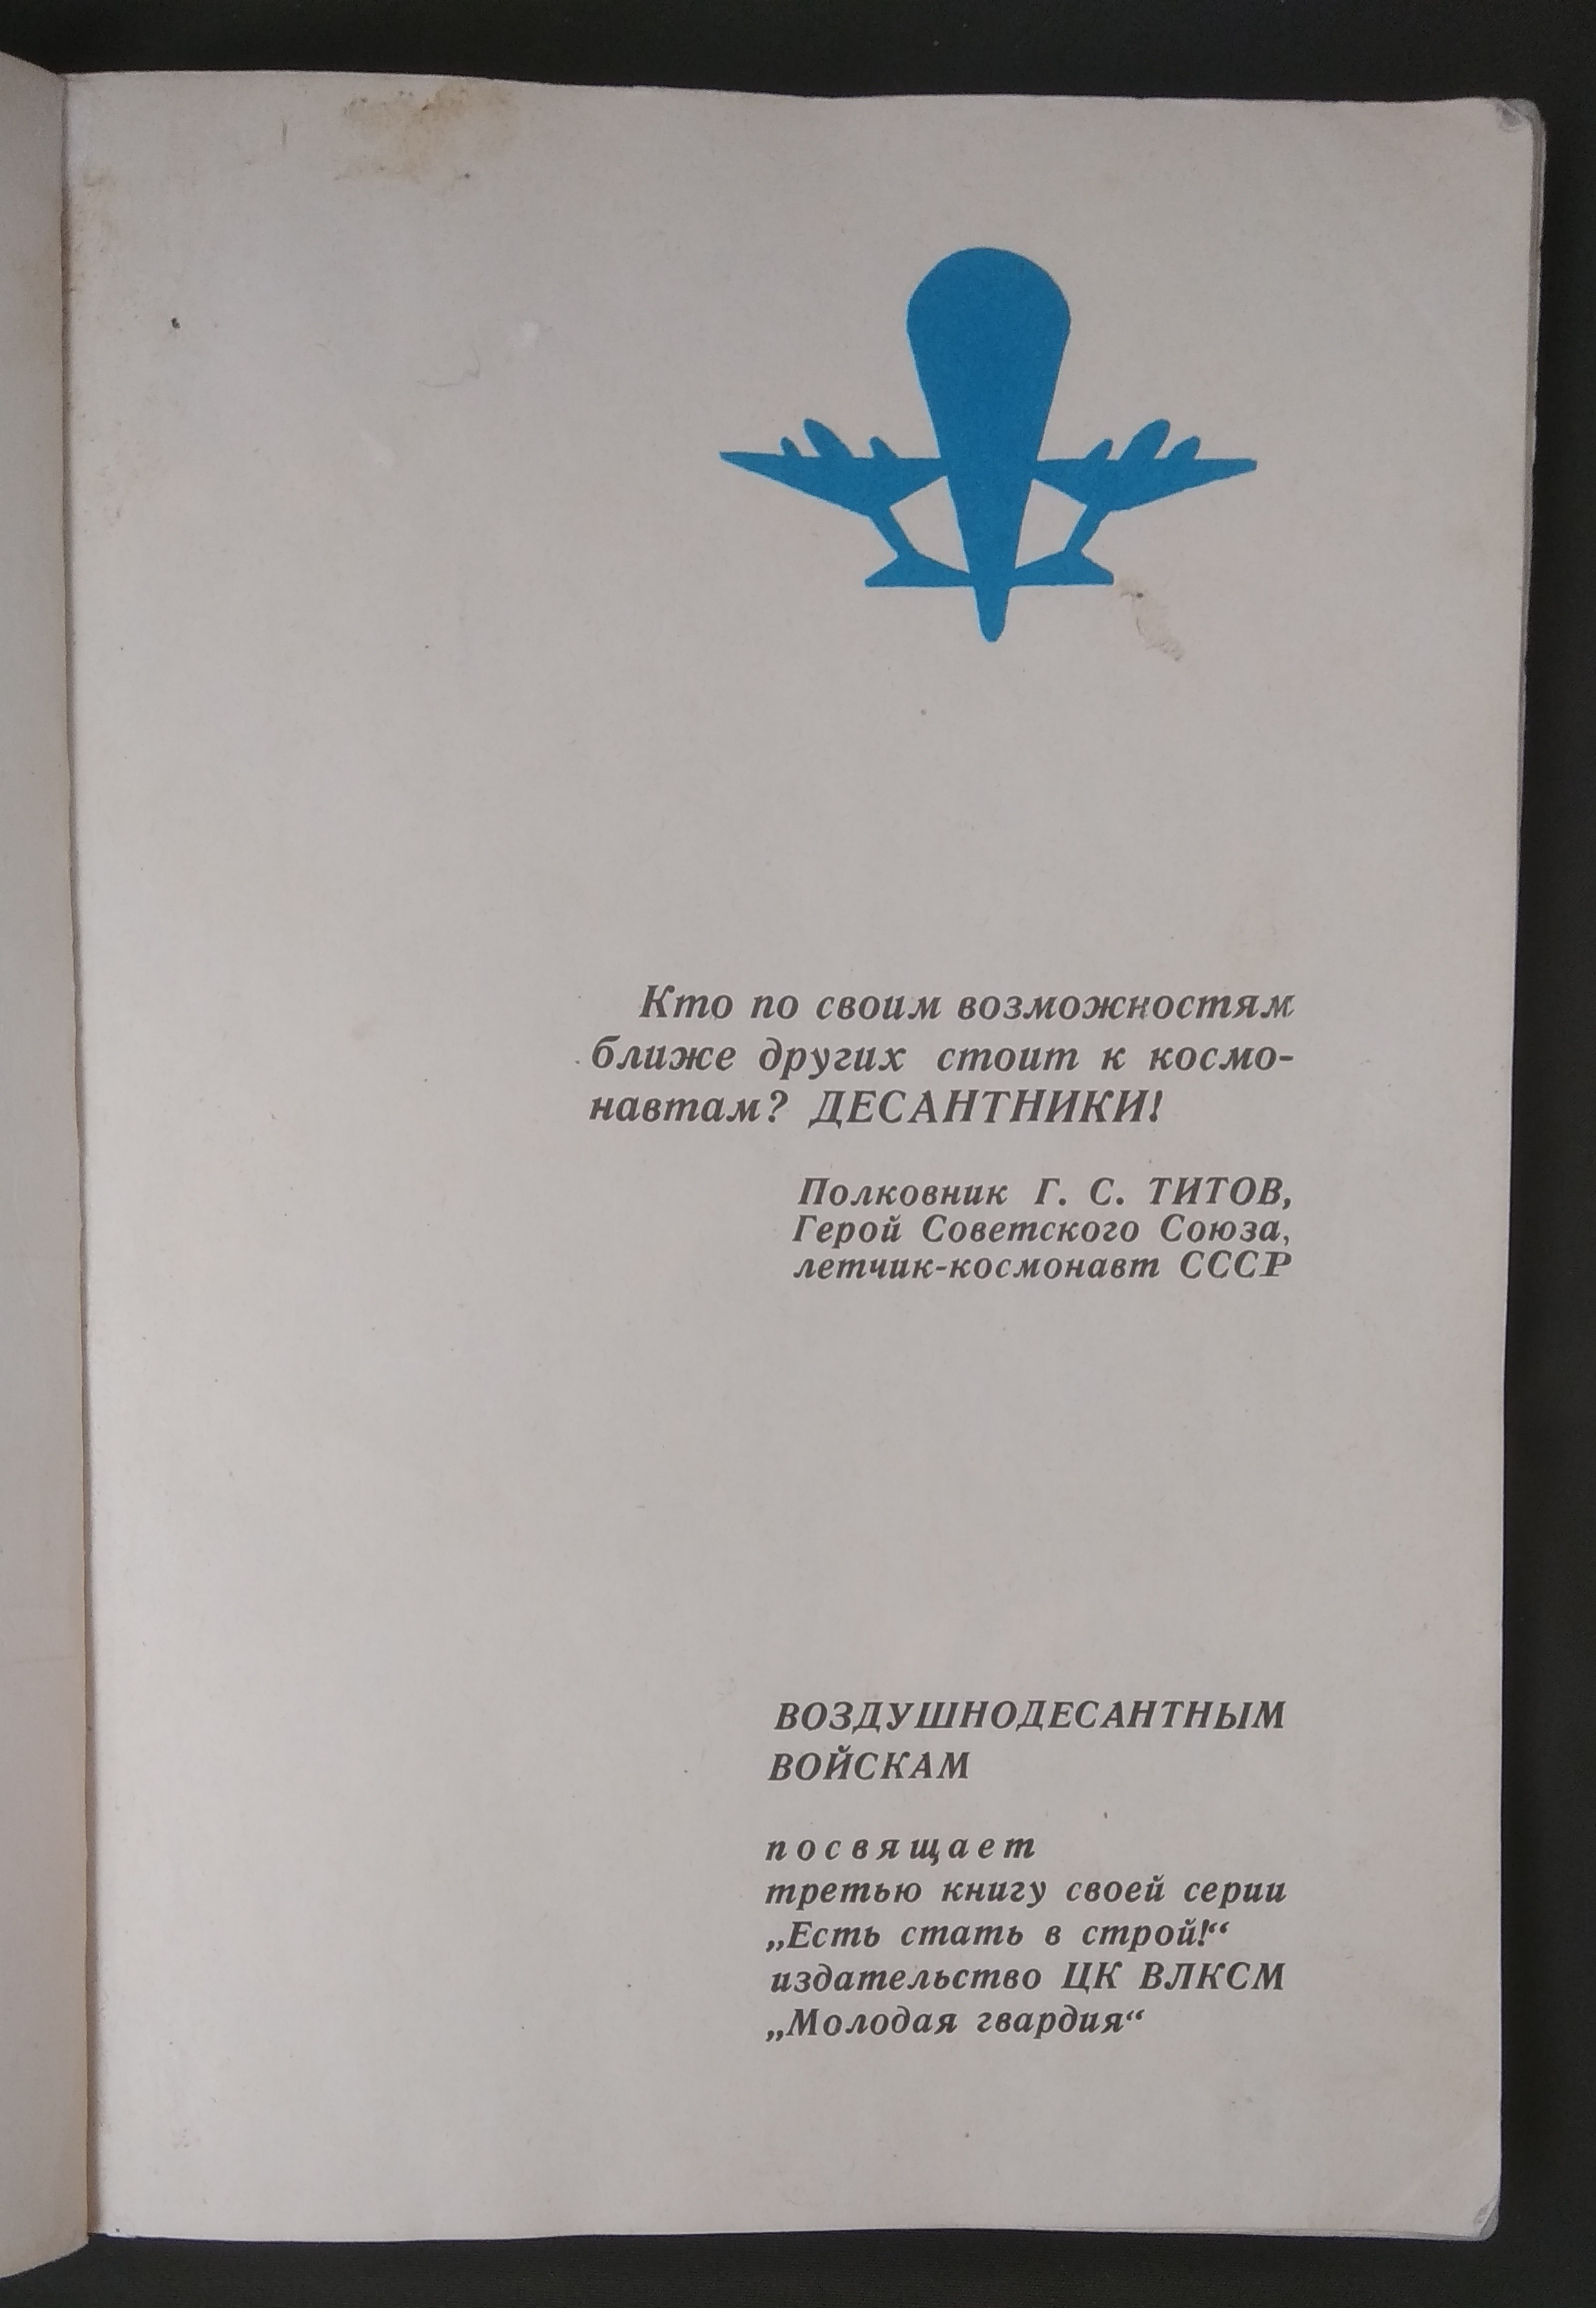 Кто по своим возможностям
ближе других стоит к космо-
навтам? ДЕСАНТНИКИ!
Полковник Г. С. ТИТОВ,
Герой Советского Союза,
летчик-космонавт СССР
ВОЗДУШНОДЕСАНТНЫМ
ВОЙСКАМ
посвящает
третью книгу своей серии
„Есть стать в строй!“
издательство ЦК ВЛКСМ
„Молодая гвардия“